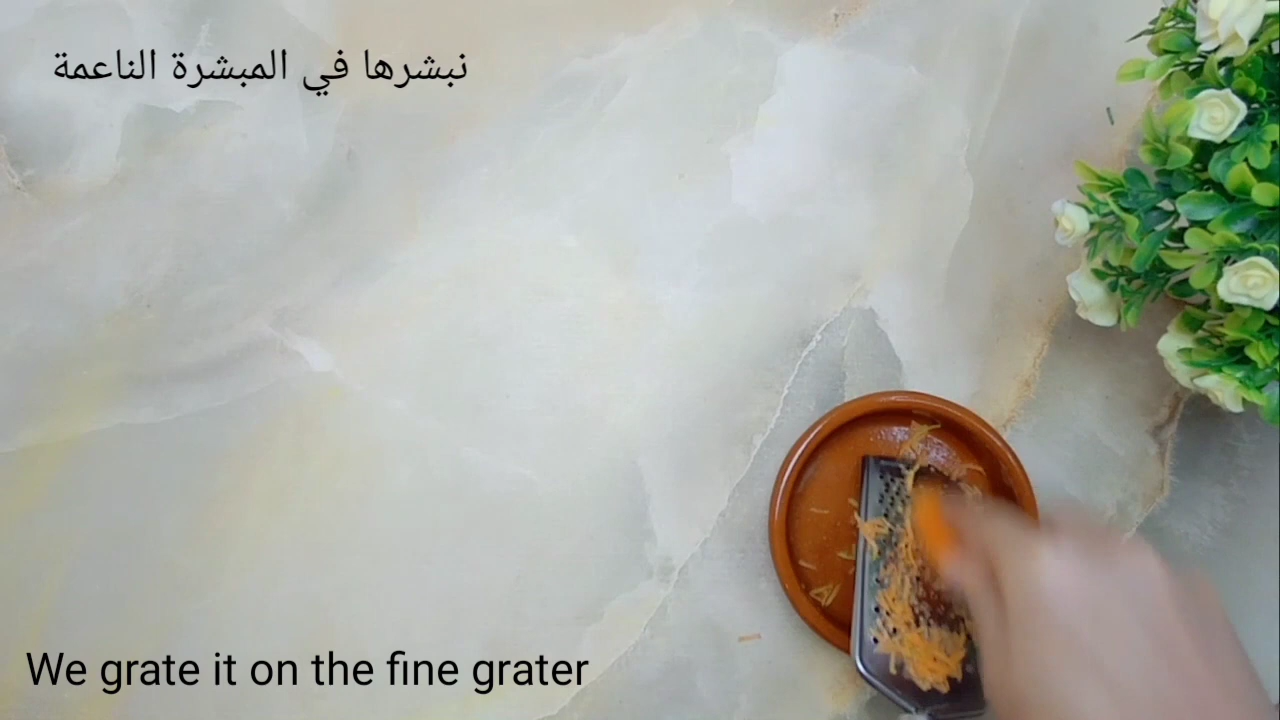 نبشرها في المبشرة الناعمة
We grate it on the fine grater